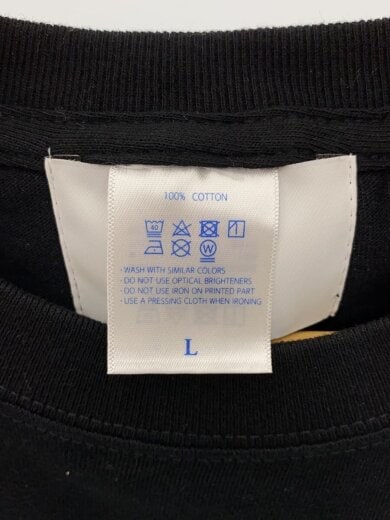 100% COTTON
40
W
· WASH WITH SIMILAR COLORS
· DO NOT USE OPTICAL BRIGHTENERS
· DO NOT USE IRON ON PRINTED PART
· USE A PRESSING CLOTH WHEN IRONING
L